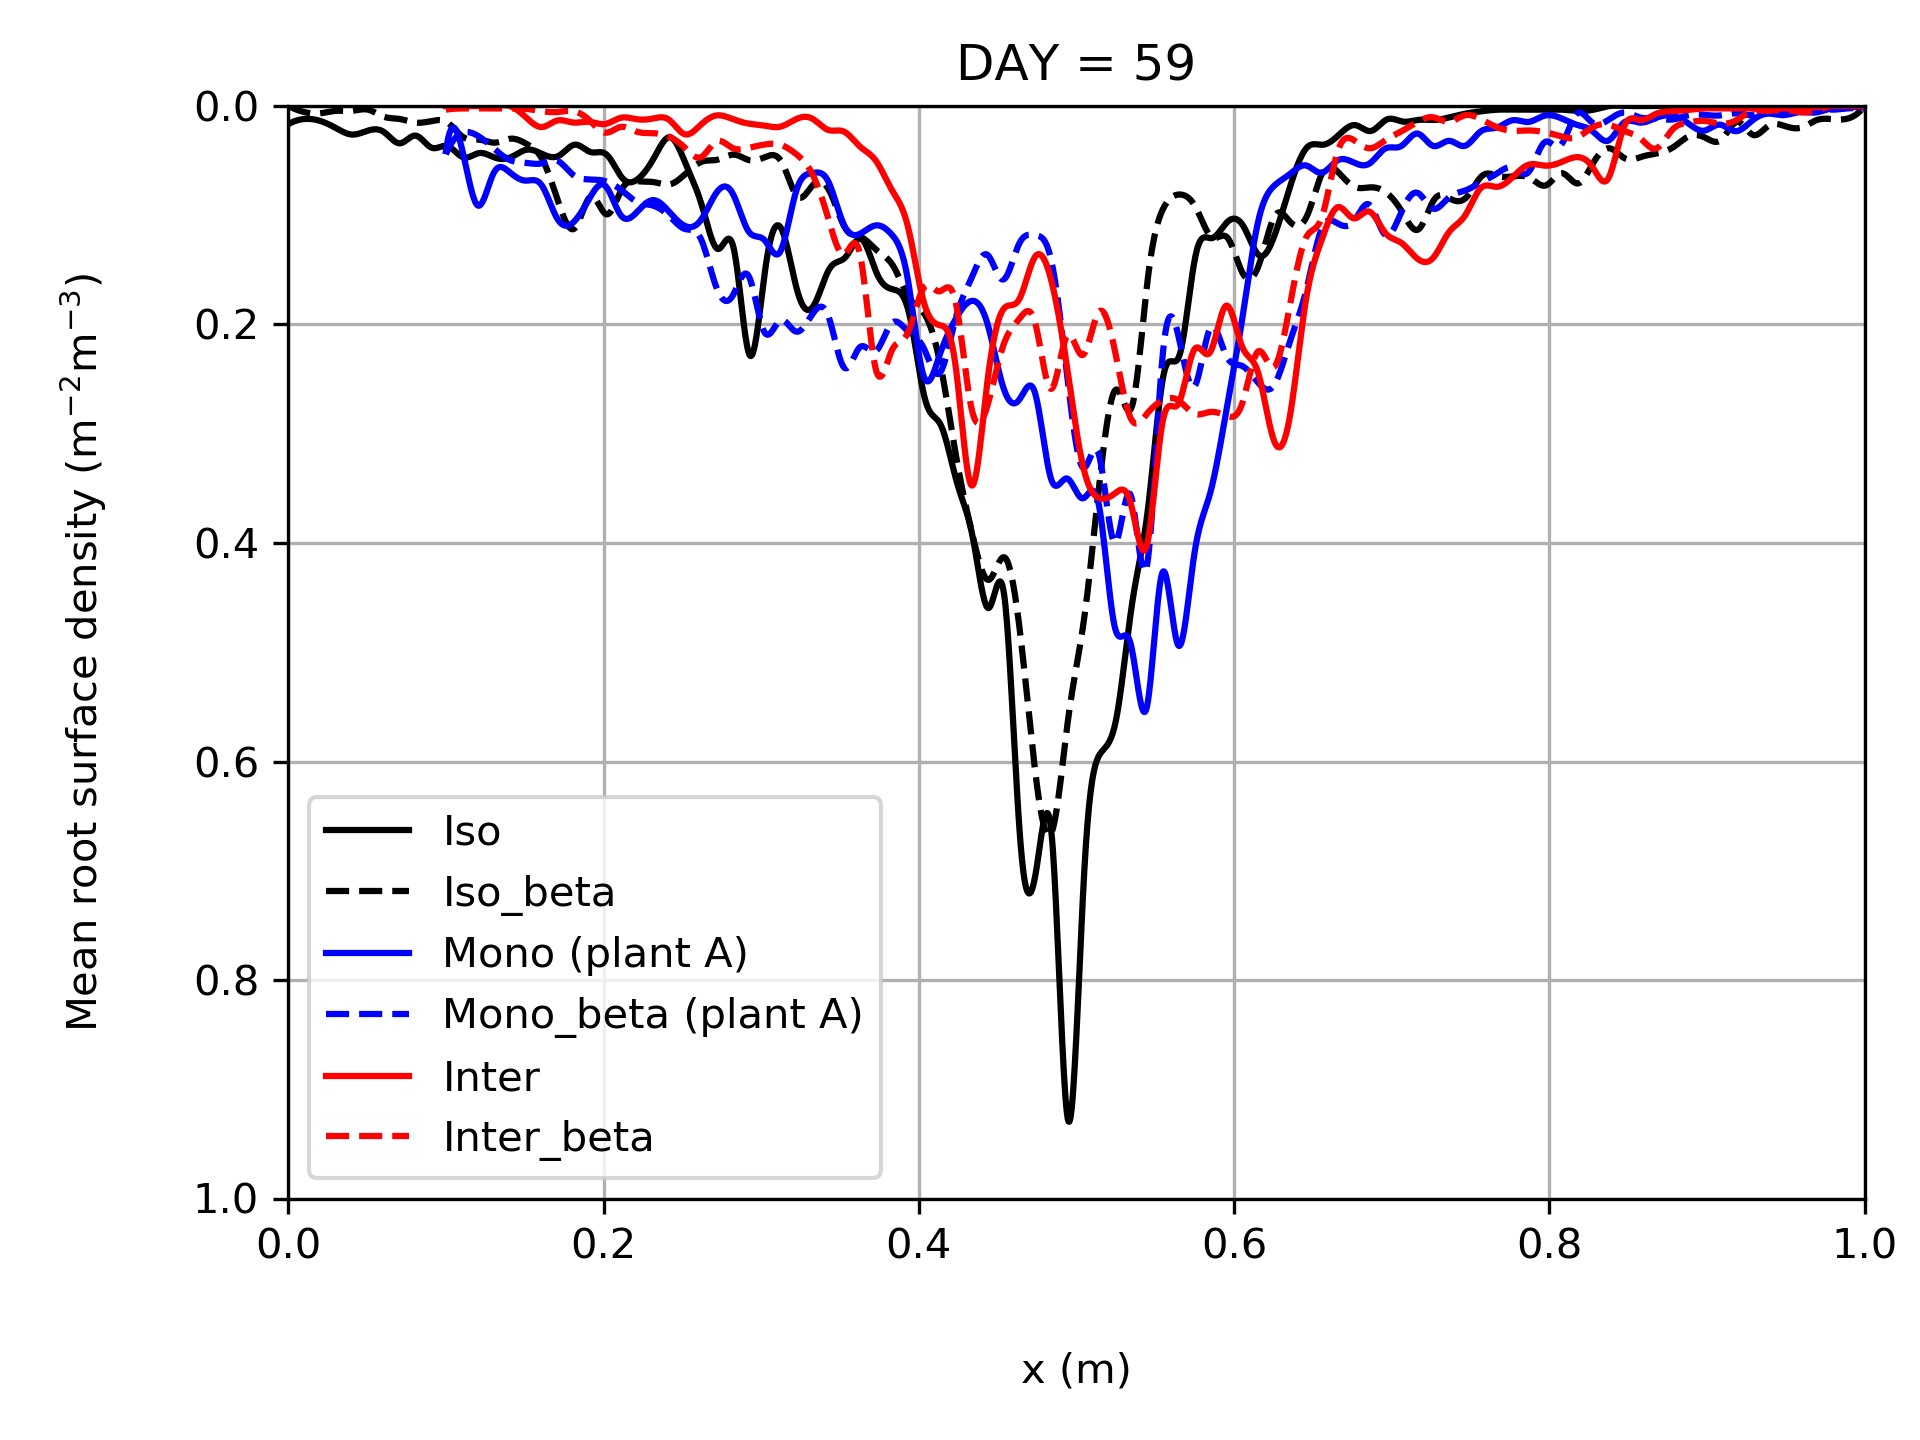 DAY = 59
0.0
0.2
0.4
0.6
0.8
1.0
Mean root surface density (m⁻²m⁻³)
Iso
Iso_beta
Mono (plant A)
Mono_beta (plant A)
Inter
Inter_beta
0.0 0.2 0.4 0.6 0.8 1.0
x (m)